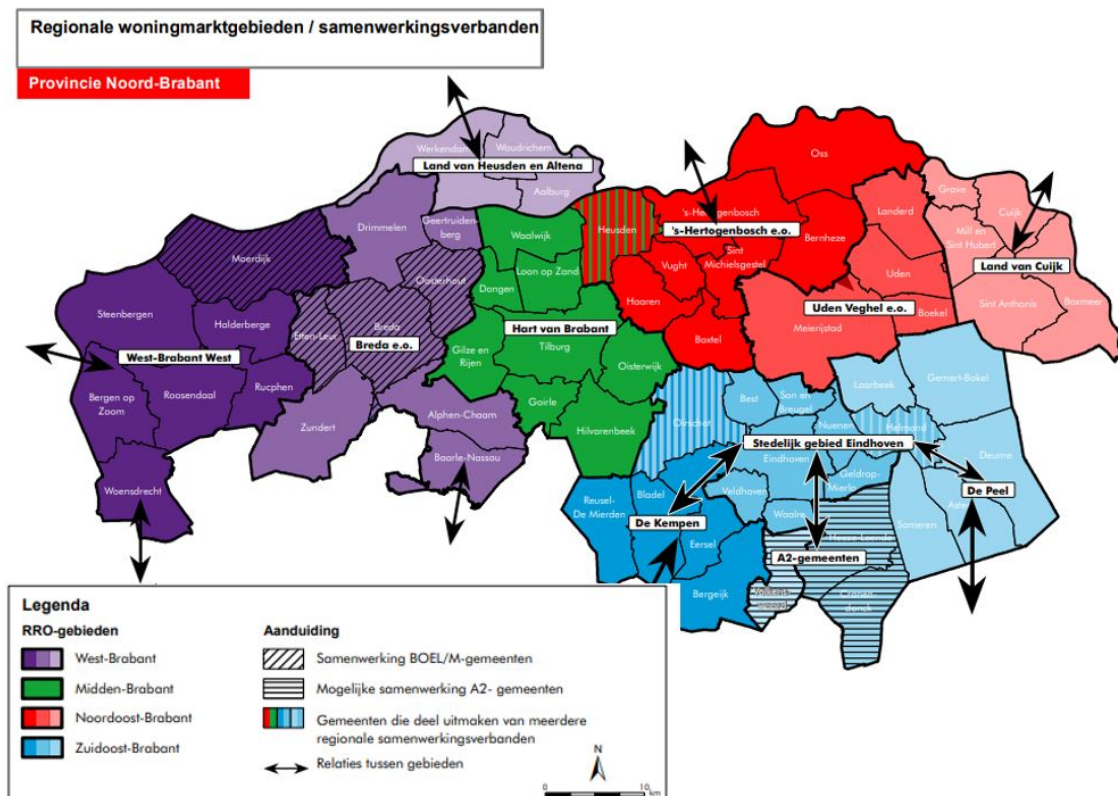 Regionale woningmarktgebieden / samenwerkingsverbanden
Provincie Noord-Brabant
Werkendam
Woudrichem
Land van Heusden en Altena
Aalburg
Oss
Drimmelen
Geertruiden-
berg
Heusden
's-Hertogenbosch
's-Hertogenbosch e.o.
Bernheze
Landerd
Grave
Cuijk
Mill en
Sint Hubert
Land van Cuijk
Moerdijk
Oosterhout
Waalwijk
Loon op Zand
Dongen
Vught
Sint
Michielsgestel
Haaren
Boxtel
Uden
Uden Veghel e.o.
Boekel
Meierijstad
Sint Anthonis
Boxmeer
Steenbergen
Halderberge
West-Brabant West
Etten-Leur
Breda
Breda e.o.
Hart van Brabant
Tilburg
Gilze en
Rijen
Oisterwijk
Bergen op
Zoom
Roosendaal
Rucphen
Zundert
Alphen-Chaam
Goirle
Hilvarenbeek
Baarle-Nassau
Woensdrecht
Oirschot
Best
Son en
Breugel
Laarbeek
Gemert-Bakel
Nuenen
Helmond
Stedelijk gebied Eindhoven
Eindhoven
Geldrop-
Mierlo
Deurne
De Peel
Asten
Someren
Reusel-
De Mierden
Bladel
De Kempen
Eersel
Bergeijk
Veldhoven
Waalre
Heeze-Leende
A2-gemeenten
Cranen-
donck
Legenda
RRO-gebieden
West-Brabant
Midden-Brabant
Noordoost-Brabant
Zuidoost-Brabant
Aanduiding
Samenwerking BOEL/M-gemeenten
Mogelijke samenwerking A2- gemeenten
Gemeenten die deel uitmaken van meerdere
regionale samenwerkingsverbanden
Relaties tussen gebieden
N
0
10
km